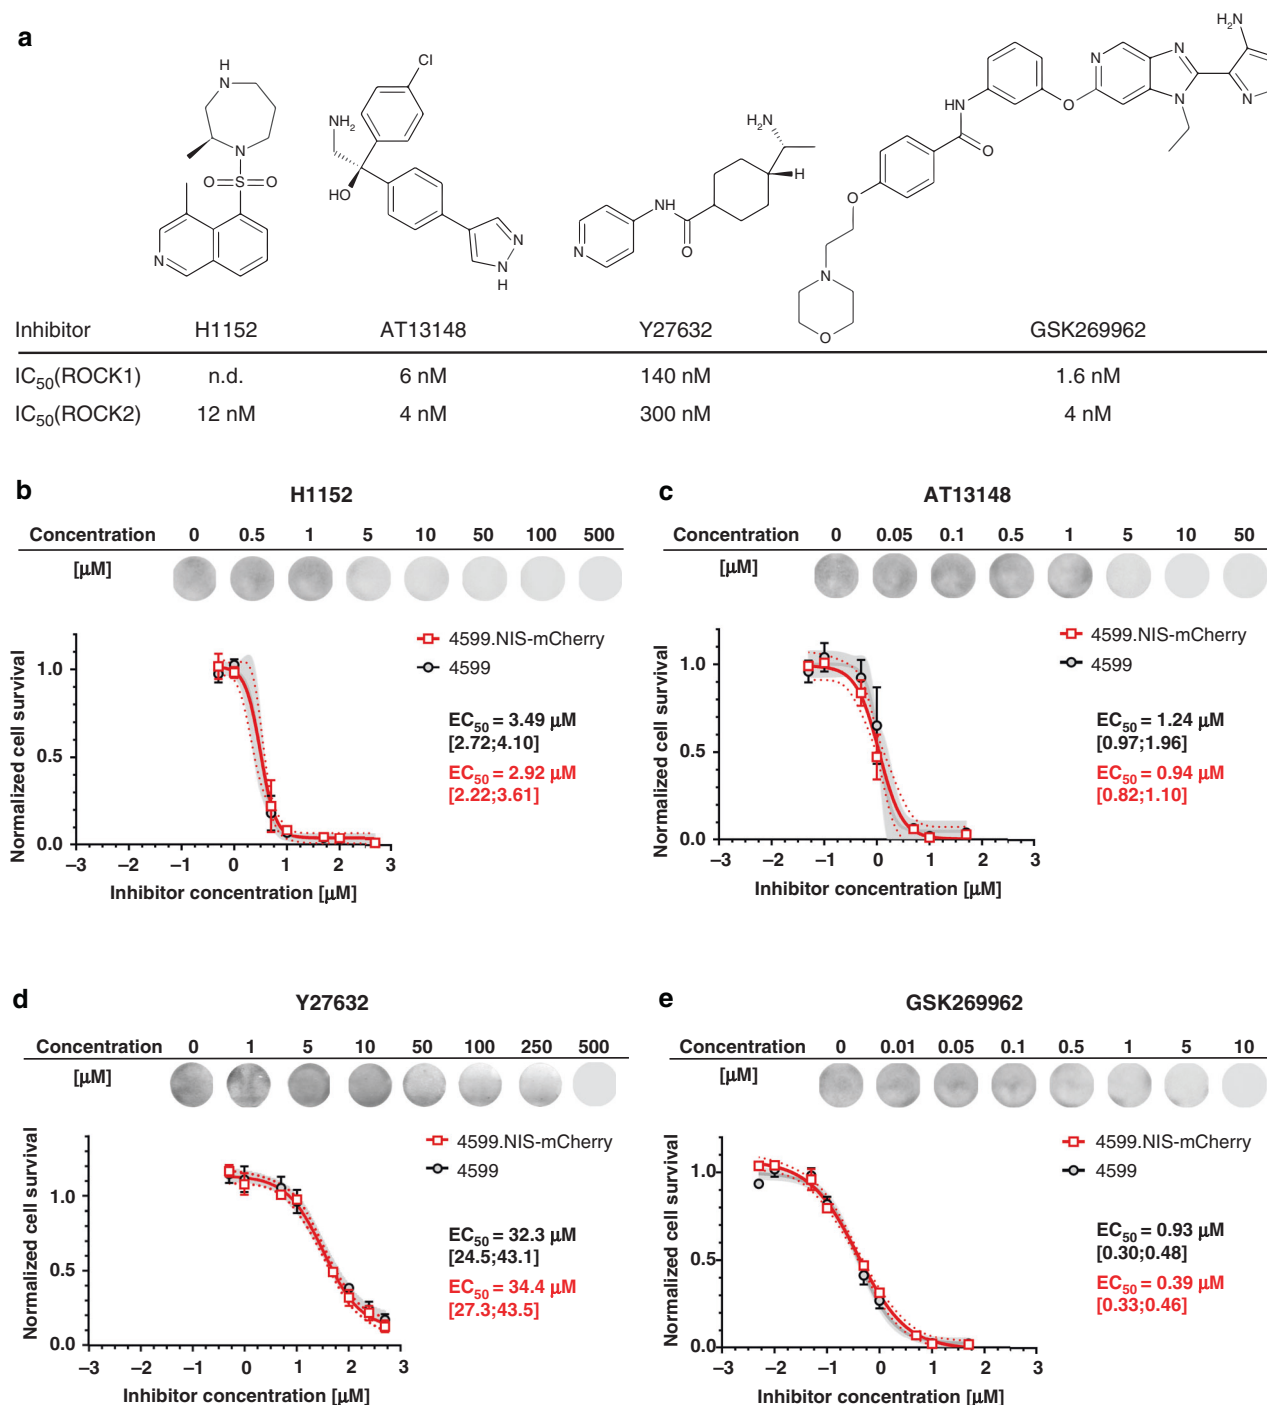 a
H
N
N
O=S=O
N
Cl
NH2
HO
N
N
H
H2N
H
NH
O
N
H2N
N
N
N
N
O
NH
O
O
N
O
Inhibitor H1152 AT13148 Y27632 GSK269962
IC50(ROCK1) n.d. 6 nM 140 nM 1.6 nM
IC50(ROCK2) 12 nM 4 nM 300 nM 4 nM
b
H1152
Concentration 0 0.5 1 5 10 50 100 500
[µM]
4599.NIS-mCherry
4599
EC50 = 3.49 µM
[2.72;4.10]
EC50 = 2.92 µM
[2.22;3.61]
Normalized cell survival
1.0
0.5
0.0
–3 –2 –1 0 1 2 3
Inhibitor concentration [µM]
c
AT13148
Concentration 0 0.05 0.1 0.5 1 5 10 50
[µM]
4599.NIS-mCherry
4599
EC50 = 1.24 µM
[0.97;1.96]
EC50 = 0.94 µM
[0.82;1.10]
Normalized cell survival
1.0
0.5
0.0
–3 –2 –1 0 1 2 3
Inhibitor concentration [µM]
d
Y27632
Concentration 0 1 5 10 50 100 250 500
[µM]
4599.NIS-mCherry
4599
EC50 = 32.3 µM
[24.5;43.1]
EC50 = 34.4 µM
[27.3;43.5]
Normalized cell survival
1.0
0.5
0.0
–3 –2 –1 0 1 2 3
Inhibitor concentration [µM]
e
GSK269962
Concentration 0 0.01 0.05 0.1 0.5 1 5 10
[µM]
4599.NIS-mCherry
4599
EC50 = 0.93 µM
[0.30;0.48]
EC50 = 0.39 µM
[0.33;0.46]
Normalized cell survival
1.0
0.5
0.0
–3 –2 –1 0 1 2 3
Inhibitor concentration [µM]